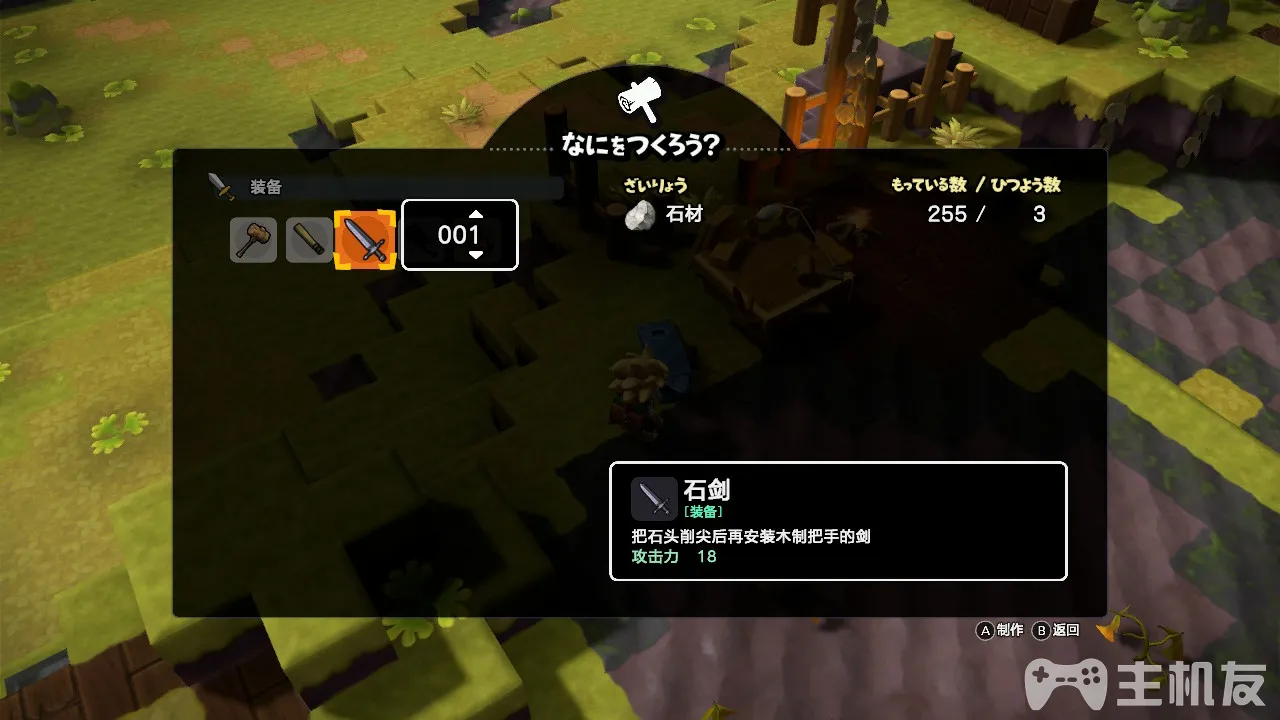 なにをつくろう?
装备
001
ざいりょう
もっている数 / ひつよう数
石材
255 / 3
石剑
[装备]
把石头削尖后再安装木制把手的剑
攻击力 18
A 制作 B 返回
主机友